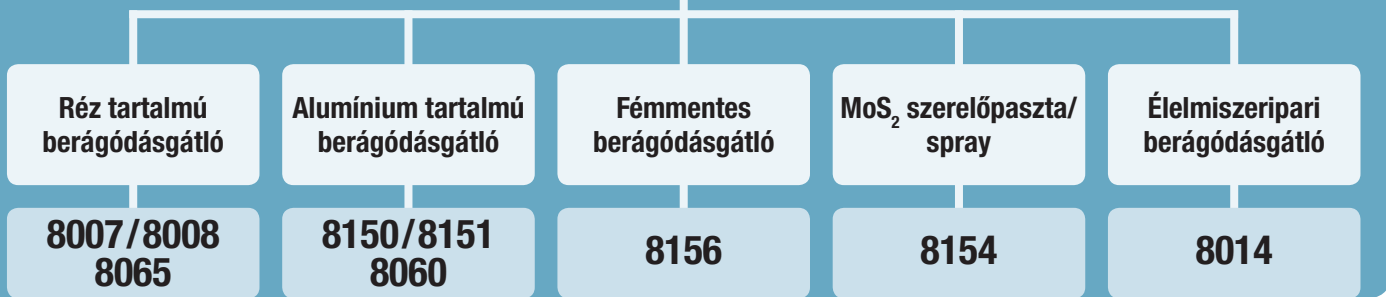 Réz tartalmú
berágódásgátló
Alumínium tartalmú
berágódásgátló
Fémmentes
berágódásgátló
MoS₂ szerelőpaszta/
spray
Élelmiszeripari
berágódásgátló
8007/8008
8065
8150/8151
8060
8156
8154
8014